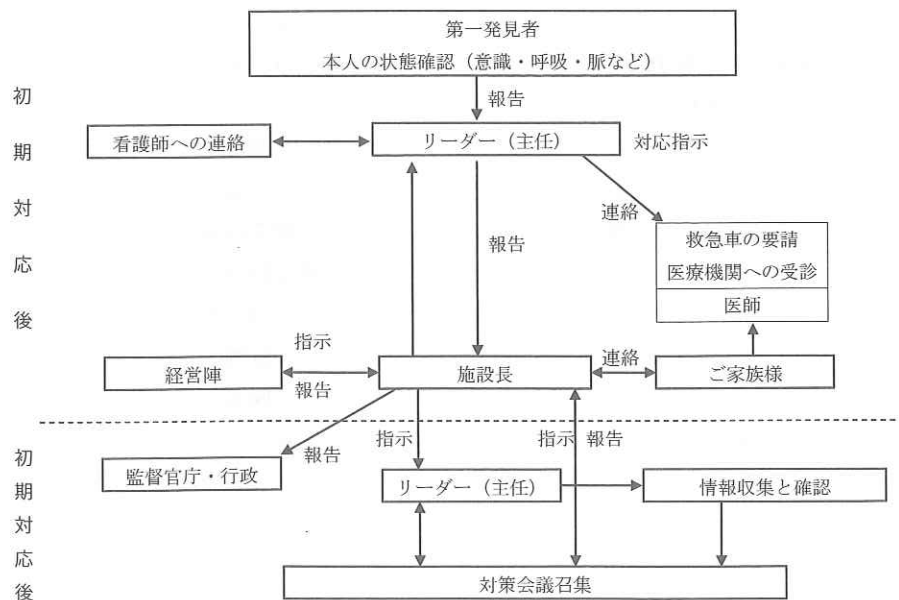 第一発見者
本人の状態確認（意識・呼吸・脈など）
報告
看護師への連絡
リーダー（主任）
対応指示
連絡
報告
救急車の要請
医療機関への受診
医師
指示
経営陣
報告
施設長
連絡
ご家族様
初期対応後
指示
指示
報告
報告
監督官庁・行政
リーダー（主任）
情報収集と確認
対策会議召集
初期対応後